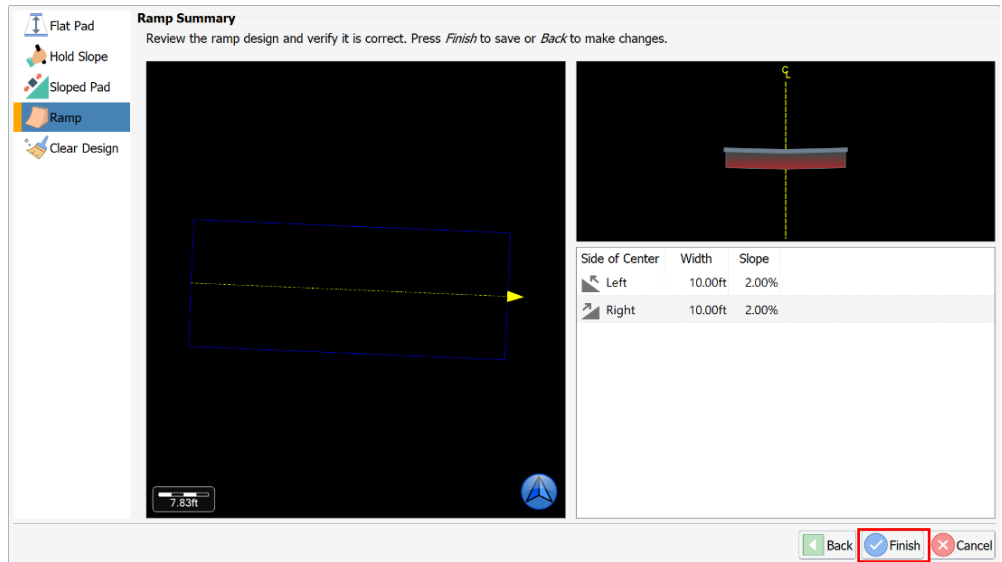 Flat Pad
Hold Slope
Sloped Pad
Ramp
Clear Design
Ramp Summary
Review the ramp design and verify it is correct. Press Finish to save or Back to make changes.
7.83ft
℄
Side of Center Width Slope
Left 10.00ft 2.00%
Right 10.00ft 2.00%
Back Finish Cancel